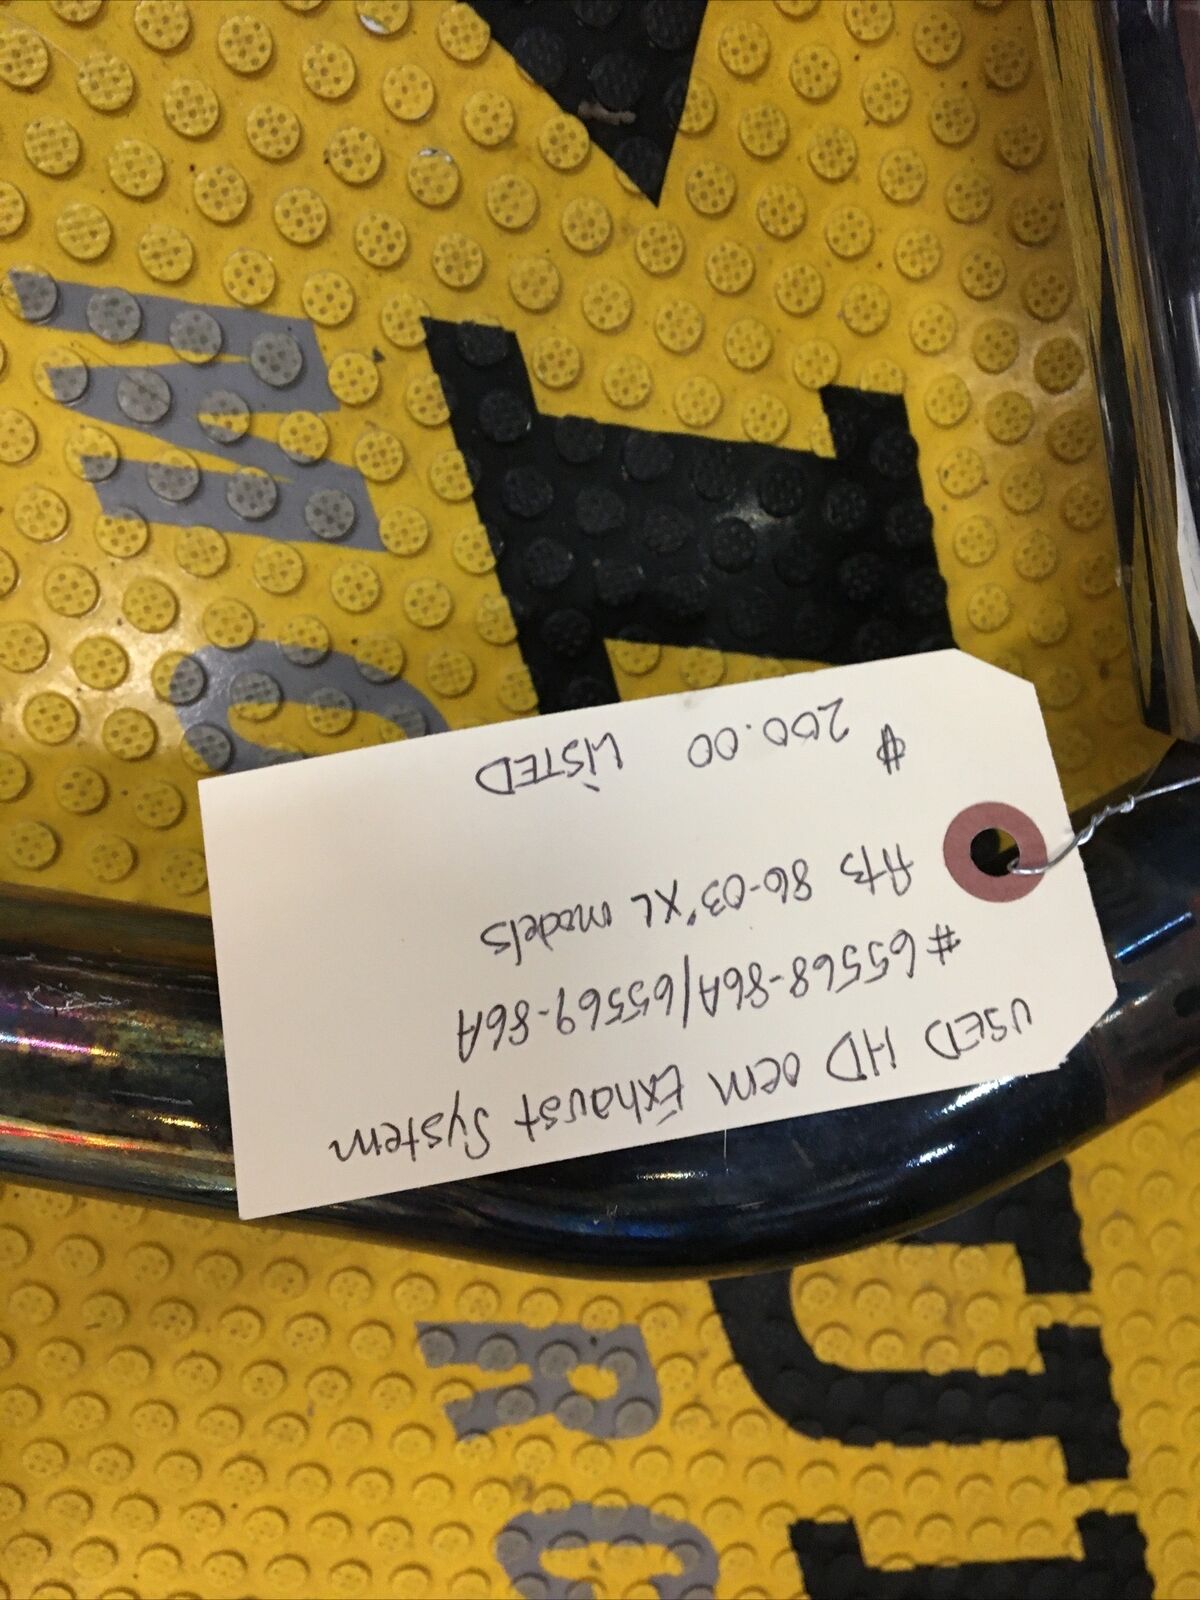 USED HD OEM Exhaust System
#65568-86A/65569-86A
fits 86-03' XL models
$ 200.00 LISTED